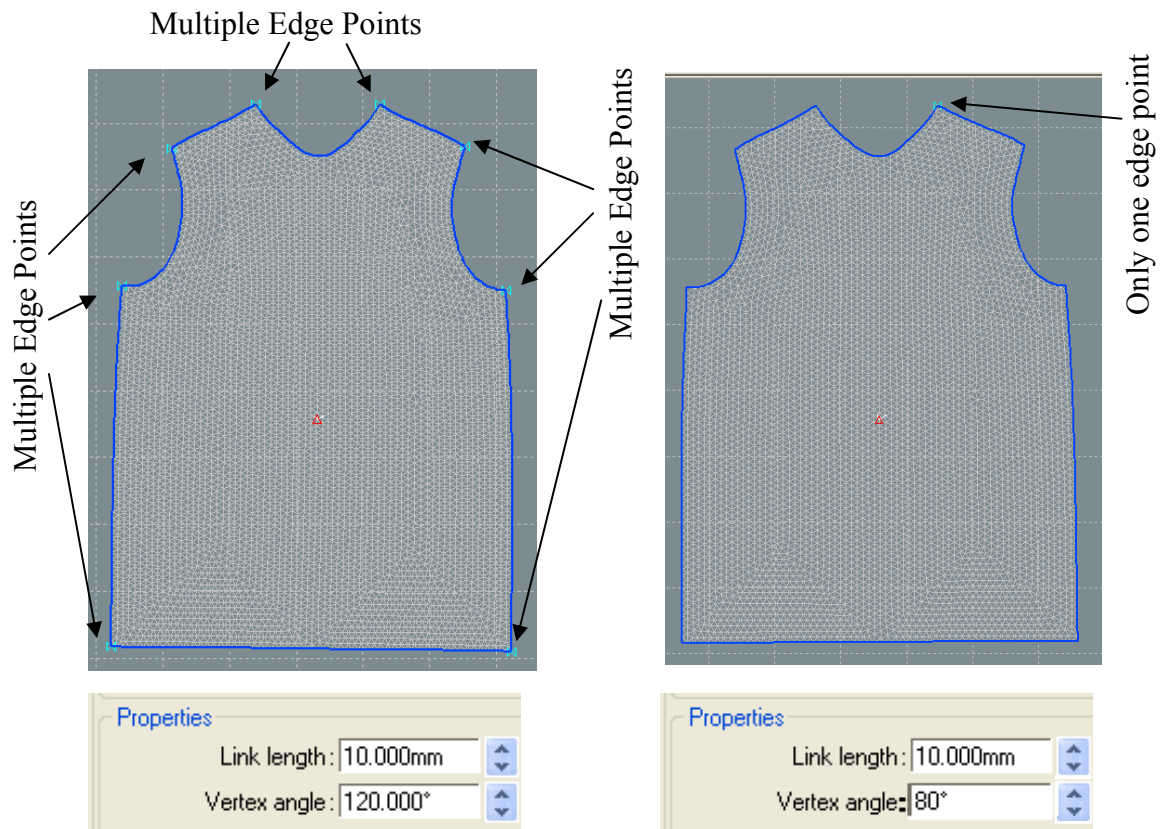 Multiple Edge Points
Multiple Edge Points
Multiple Edge Points
Only one edge point
Properties
Link length: 10.000mm
Vertex angle: 120.000°
Properties
Link length: 10.000mm
Vertex angle: 80°